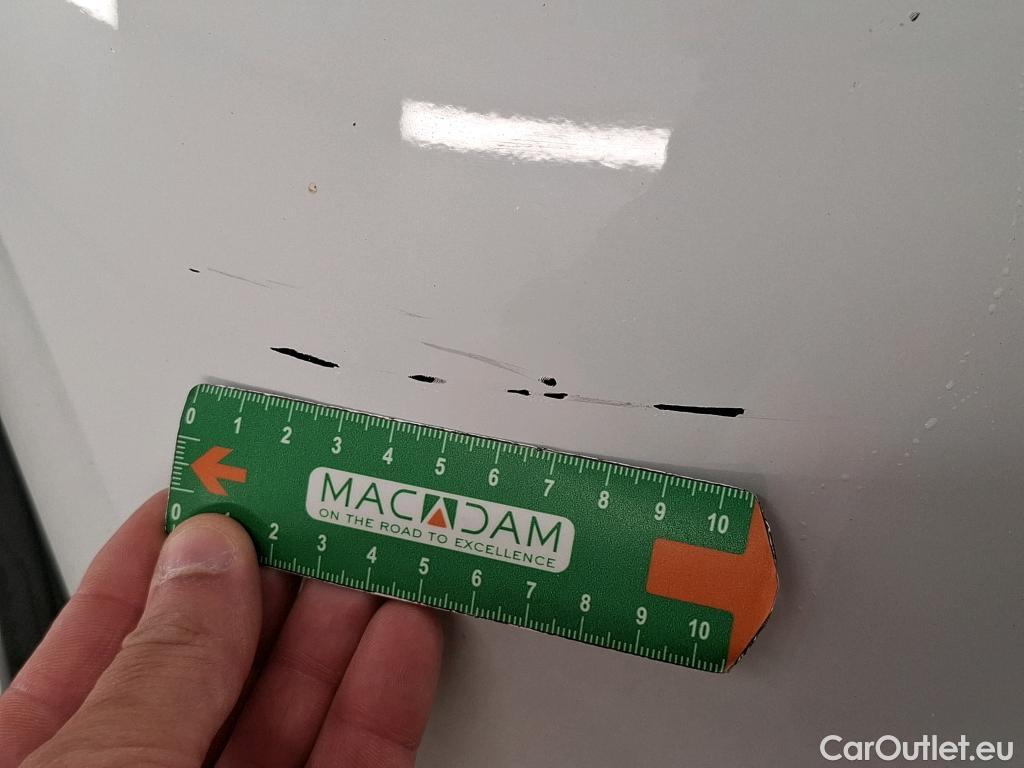 0 1 2 3 4 5 6 7 8 9 10
MACADAM
ON THE ROAD TO EXCELLENCE
0 1 2 3 4 5 6 7 8 9 10
CarOutlet.eu